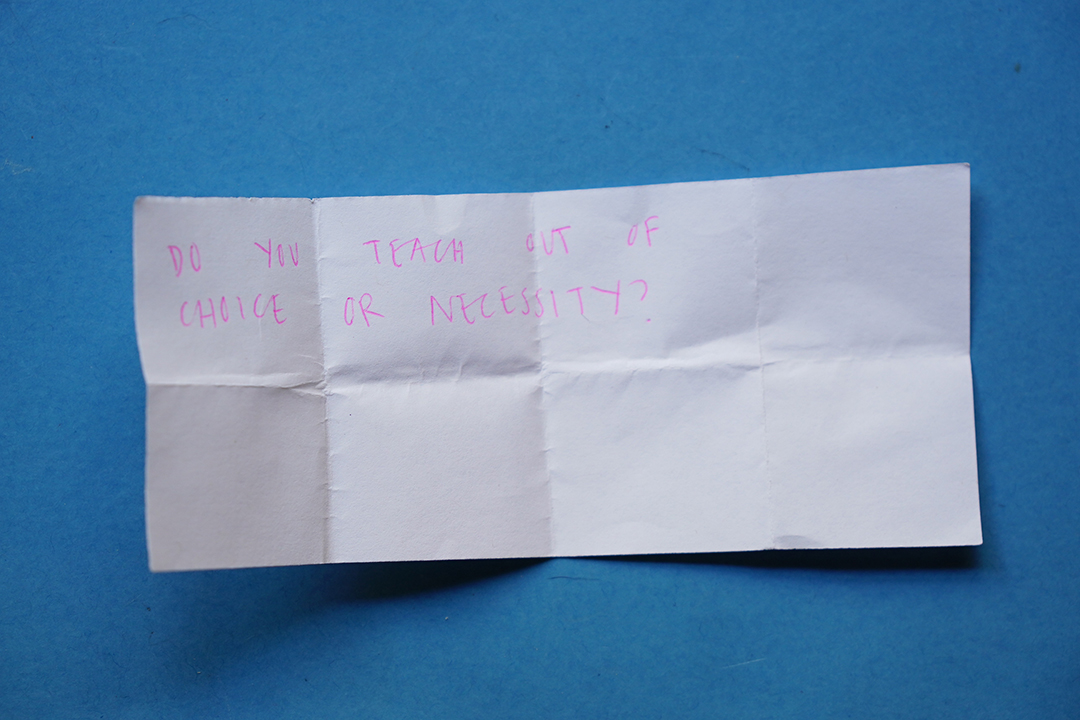 DO YOU TEACH OUT OF
CHOICE OR NECESSITY?